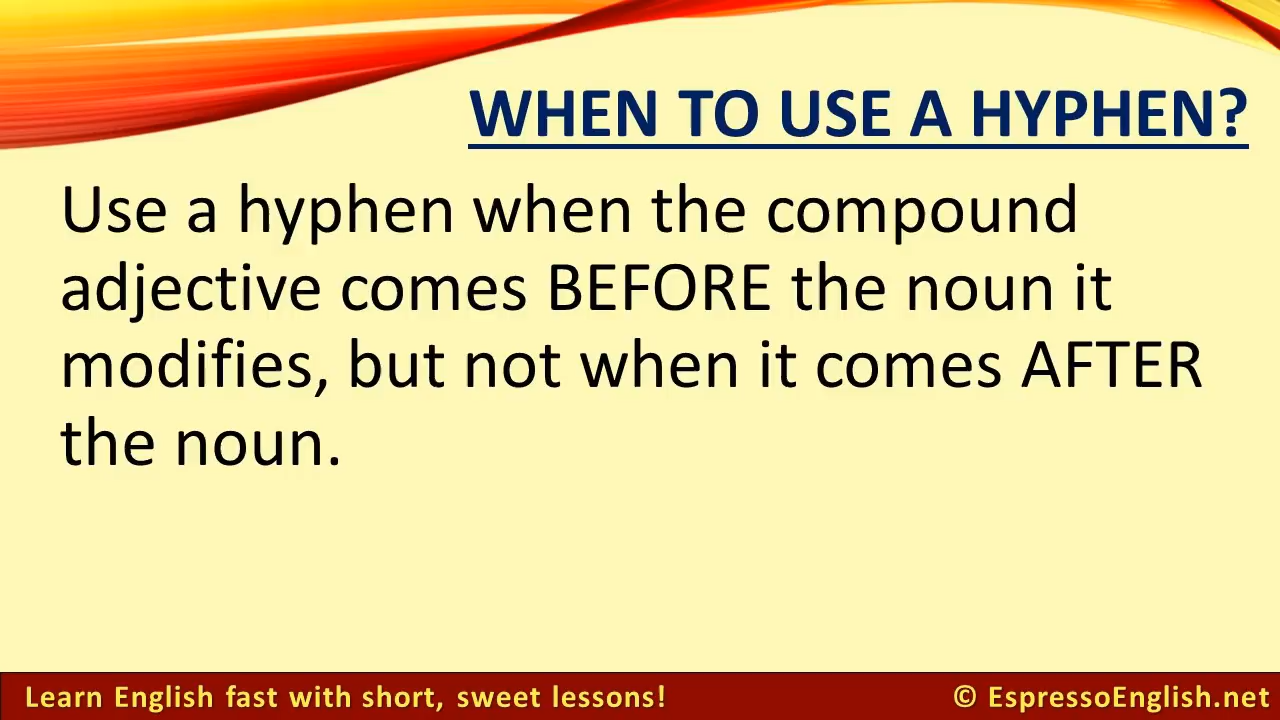 WHEN TO USE A HYPHEN?
Use a hyphen when the compound
adjective comes BEFORE the noun it
modifies, but not when it comes AFTER
the noun.
Learn English fast with short, sweet lessons!
© EspressoEnglish.net